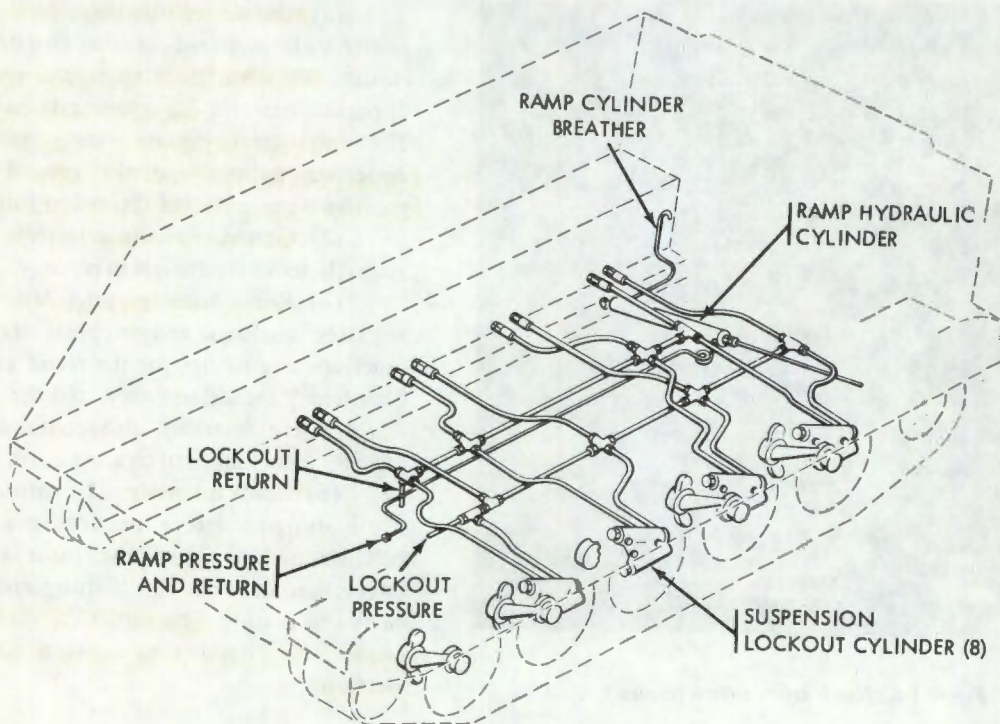 RAMP CYLINDER
BREATHER
RAMP HYDRAULIC
CYLINDER
LOCKOUT
RETURN
RAMP PRESSURE
AND RETURN
LOCKOUT
PRESSURE
SUSPENSION
LOCKOUT CYLINDER (8)